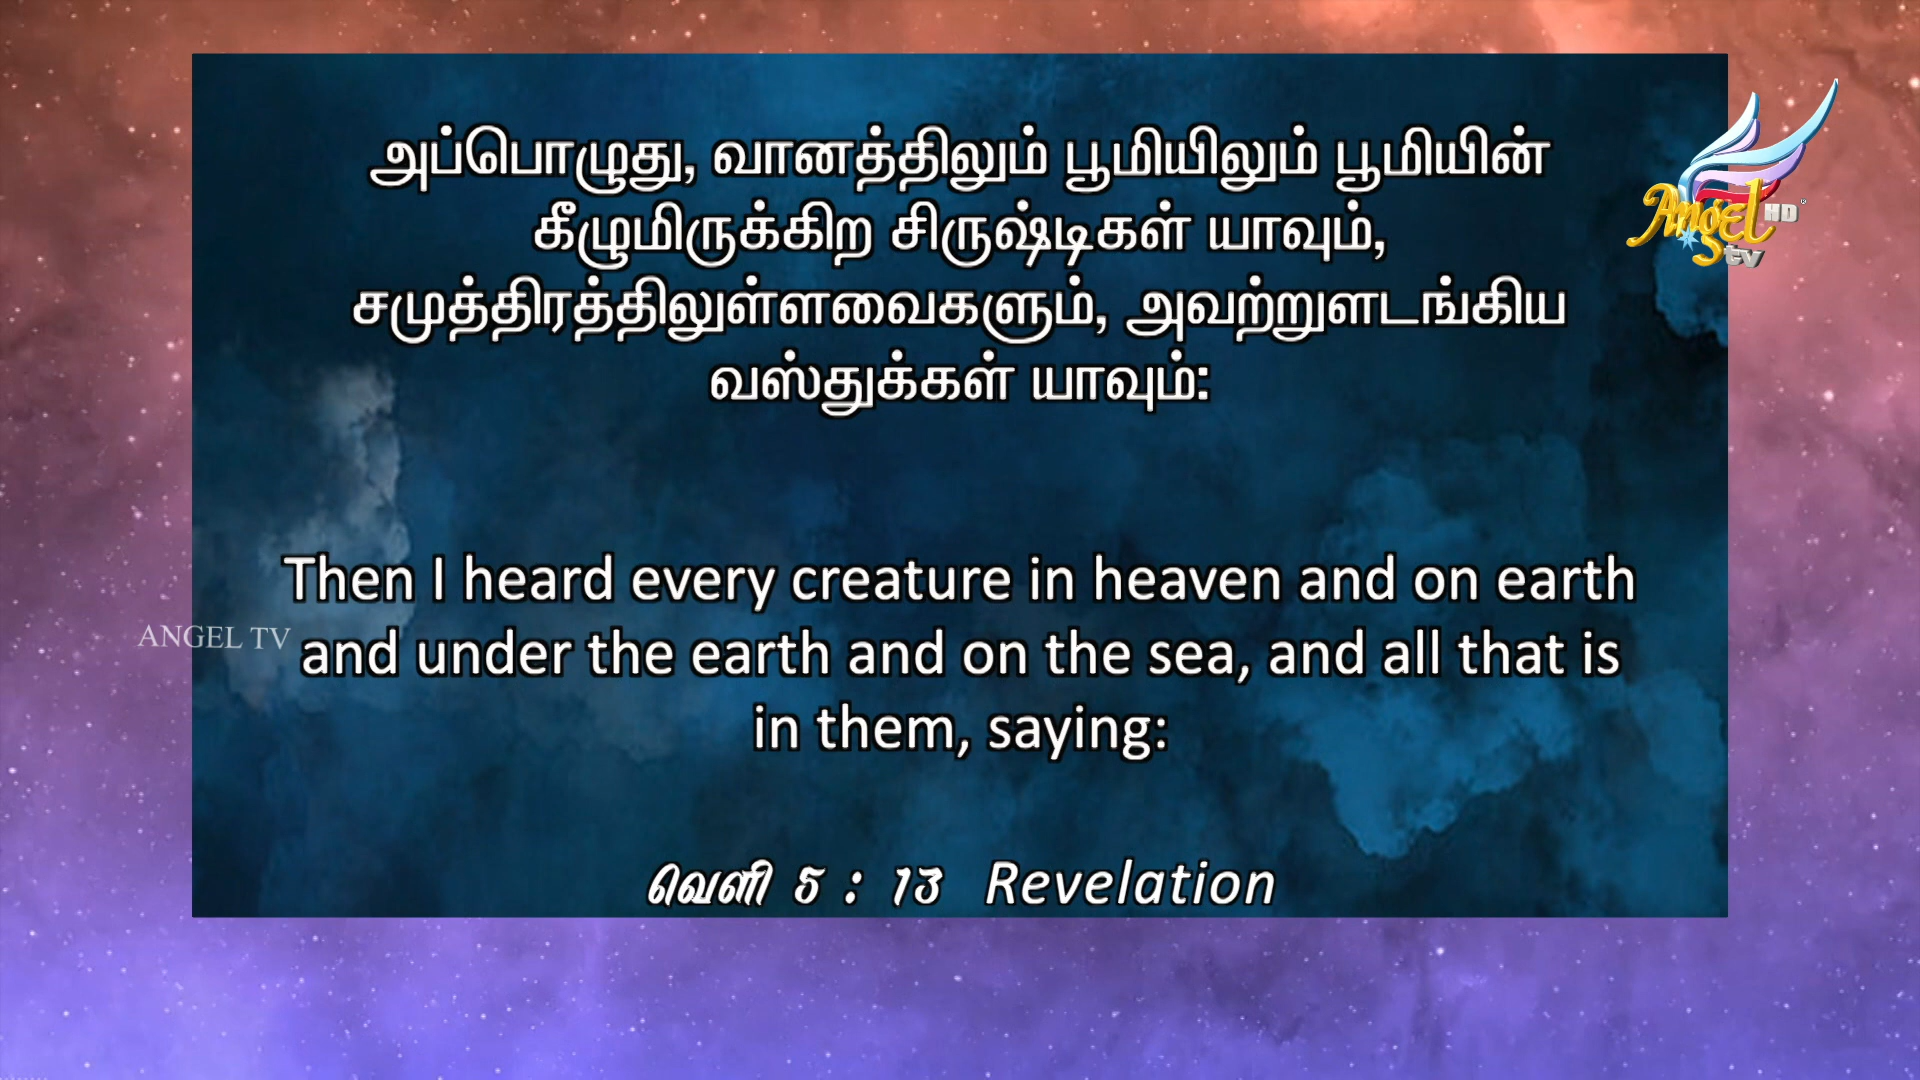 அப்பொழுது, வானத்திலும் பூமியிலும் பூமியின்
கீழுமிருக்கிற சிருஷ்டிகள் யாவும்,
சமுத்திரத்திலுள்ளவைகளும், அவற்றுளடங்கிய
வஸ்துக்கள் யாவும்:
Then I heard every creature in heaven and on earth
and under the earth and on the sea, and all that is
in them, saying:
வெளி 5 : 13 Revelation
Angel HD
tv
ANGEL TV